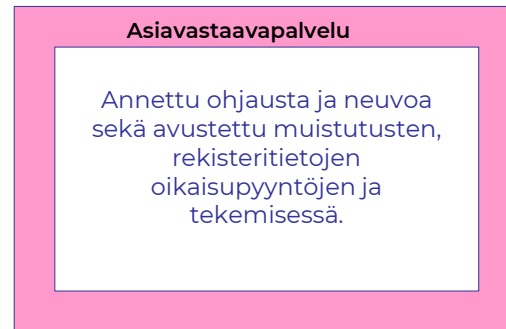 Asiavastaavapalvelu
Annettu ohjausta ja neuvoa
sekä avustettu muistutusten,
rekisteritietojen
oikaisupyyntöjen ja
tekemisessä.